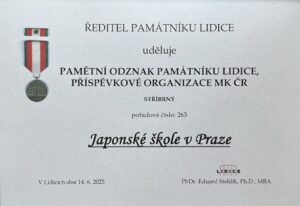 ŘEDITEL PAMÁTNÍKU LIDICE
uděluje
PAMĚTNÍ ODZNAK PAMÁTNÍKU LIDICE,
PŘÍSPĚVKOVÉ ORGANIZACE MK ČR
STŘÍBRNÝ
pořadové číslo: 265
Japonské škole v Praze
LIDICE
V Lidicích dne 14. 6. 2025
PhDr. Eduard Stehlík, Ph.D., MBA